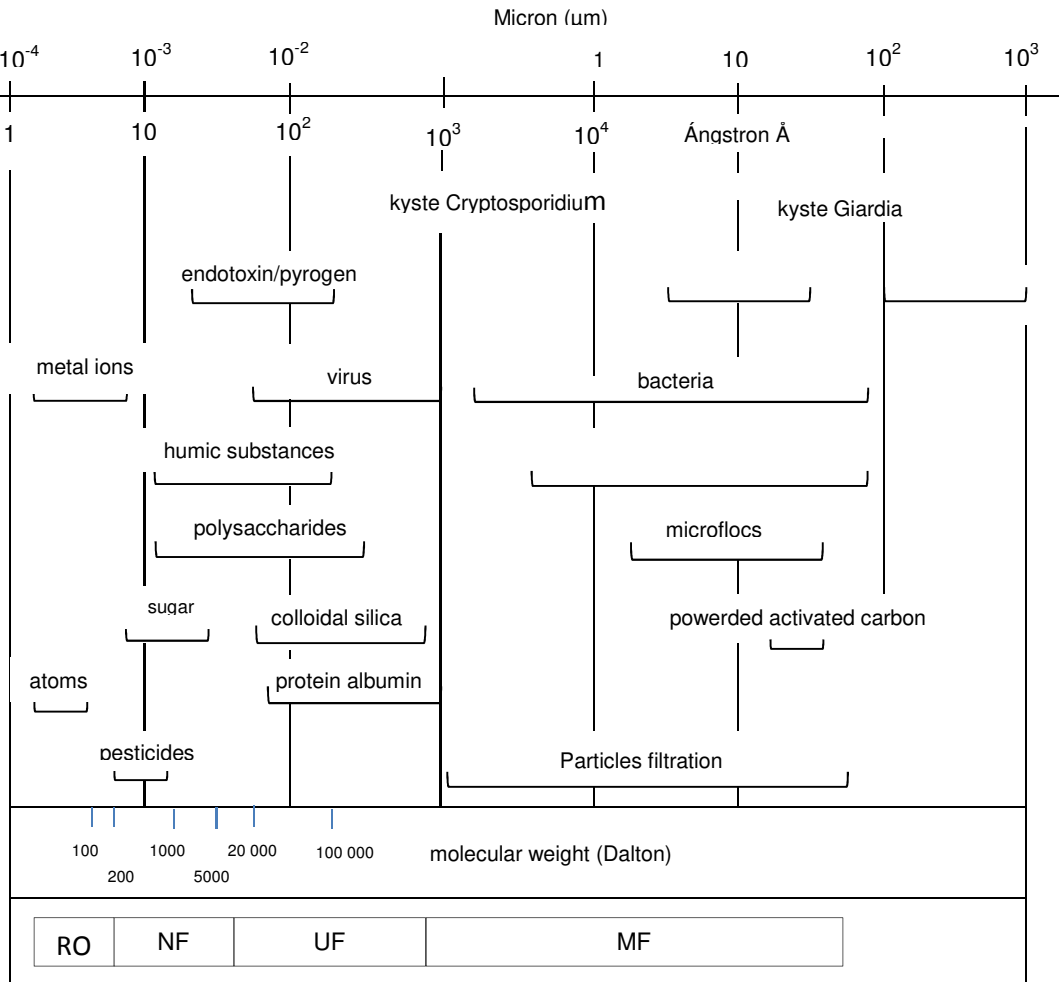 Micron (µm)
10⁻⁴ 10⁻³ 10⁻² 1 10 10² 10³
1 10 10² 10³ 10⁴ Ángstron Å
kyste Cryptosporidium kyste Giardia
endotoxin/pyrogen
metal ions virus bacteria
humic substances
polysaccharides microflocs
sugar colloidal silica powerded activated carbon
atoms protein albumin
pesticides Particles filtration
100 1000 20 000 100 000 molecular weight (Dalton)
200 5000
RO NF UF MF